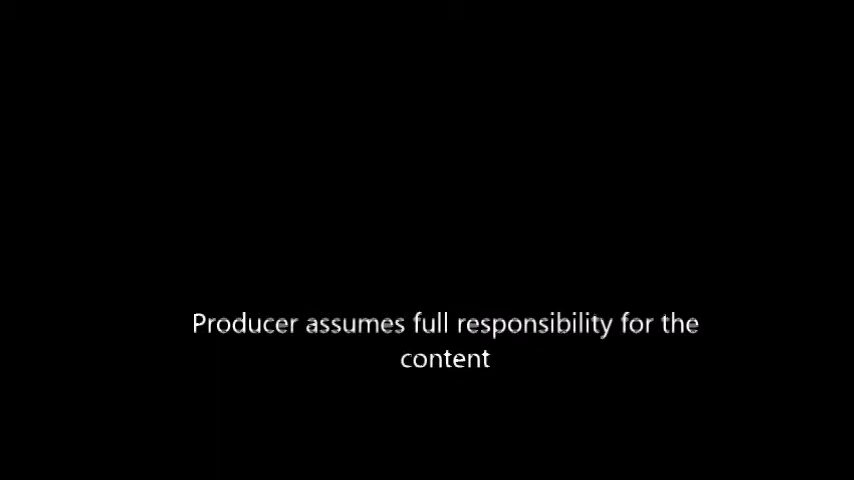 Producer assumes full responsibility for the
content